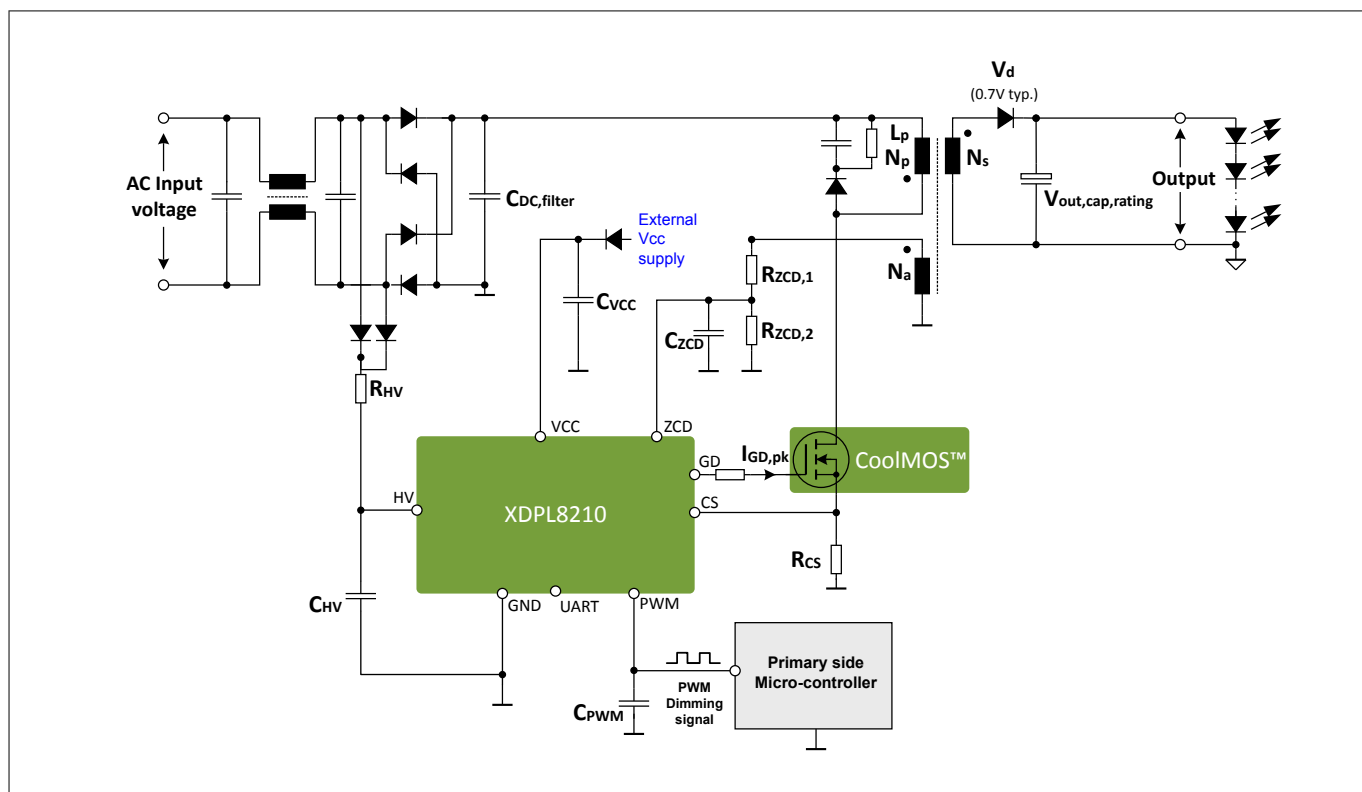 Vd
(0.7V typ.)
Lp
Np
Ns
AC Input
voltage
CDC,filter
Output
Vout,cap,rating
External
Vcc
supply
Na
RZCD,1
CVCC
CZCD
RZCD,2
RHV
VCC
ZCD
GD
IGD,pk
CoolMOS™
HV
XDPL8210
CS
RCS
CHV
GND
UART
PWM
Primary side
Micro-controller
PWM
Dimming
signal
CPWM